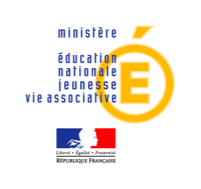 ministère
éducation
nationale
jeunesse
vie associative
É
Liberté • Égalité • Fraternité
RÉPUBLIQUE FRANÇAISE